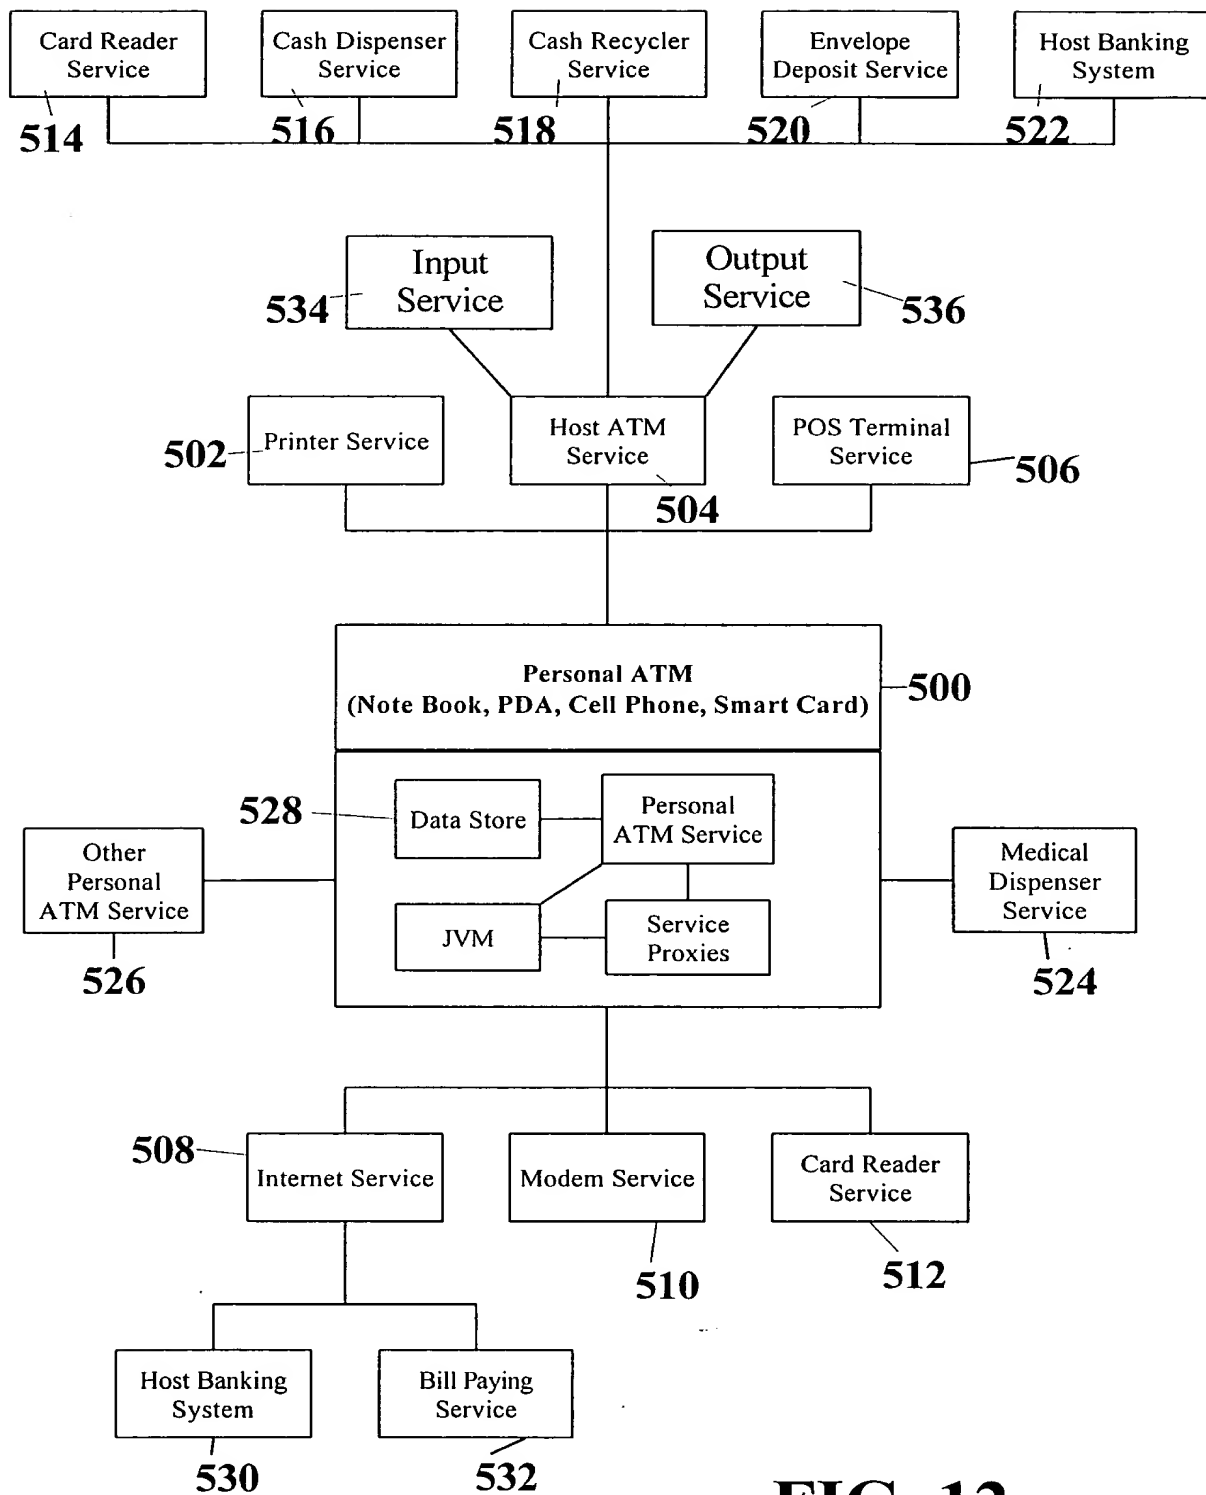 Card Reader
Service
Cash Dispenser
Service
Cash Recycler
Service
Envelope
Deposit Service
Host Banking
System
514
516
518
520
522
Input
Service
534
Output
Service
536
502
Printer Service
Host ATM
Service
504
POS Terminal
Service
506
Personal ATM
(Note Book, PDA, Cell Phone, Smart Card)
500
528
Data Store
Personal
ATM Service
JVM
Service
Proxies
Other
Personal
ATM Service
526
Medical
Dispenser
Service
524
508
Internet Service
Modem Service
510
Card Reader
Service
512
Host Banking
System
530
Bill Paying
Service
532